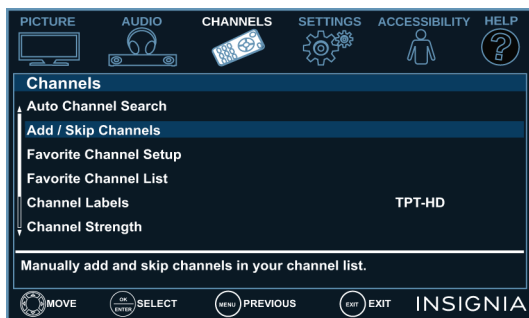 PICTURE AUDIO CHANNELS SETTINGS ACCESSIBILITY HELP
?
Channels
Auto Channel Search
Add / Skip Channels
Favorite Channel Setup
Favorite Channel List
Channel Labels TPT-HD
Channel Strength
Manually add and skip channels in your channel list.
MOVE OK ENTER SELECT MENU PREVIOUS EXIT EXIT INSIGNIA